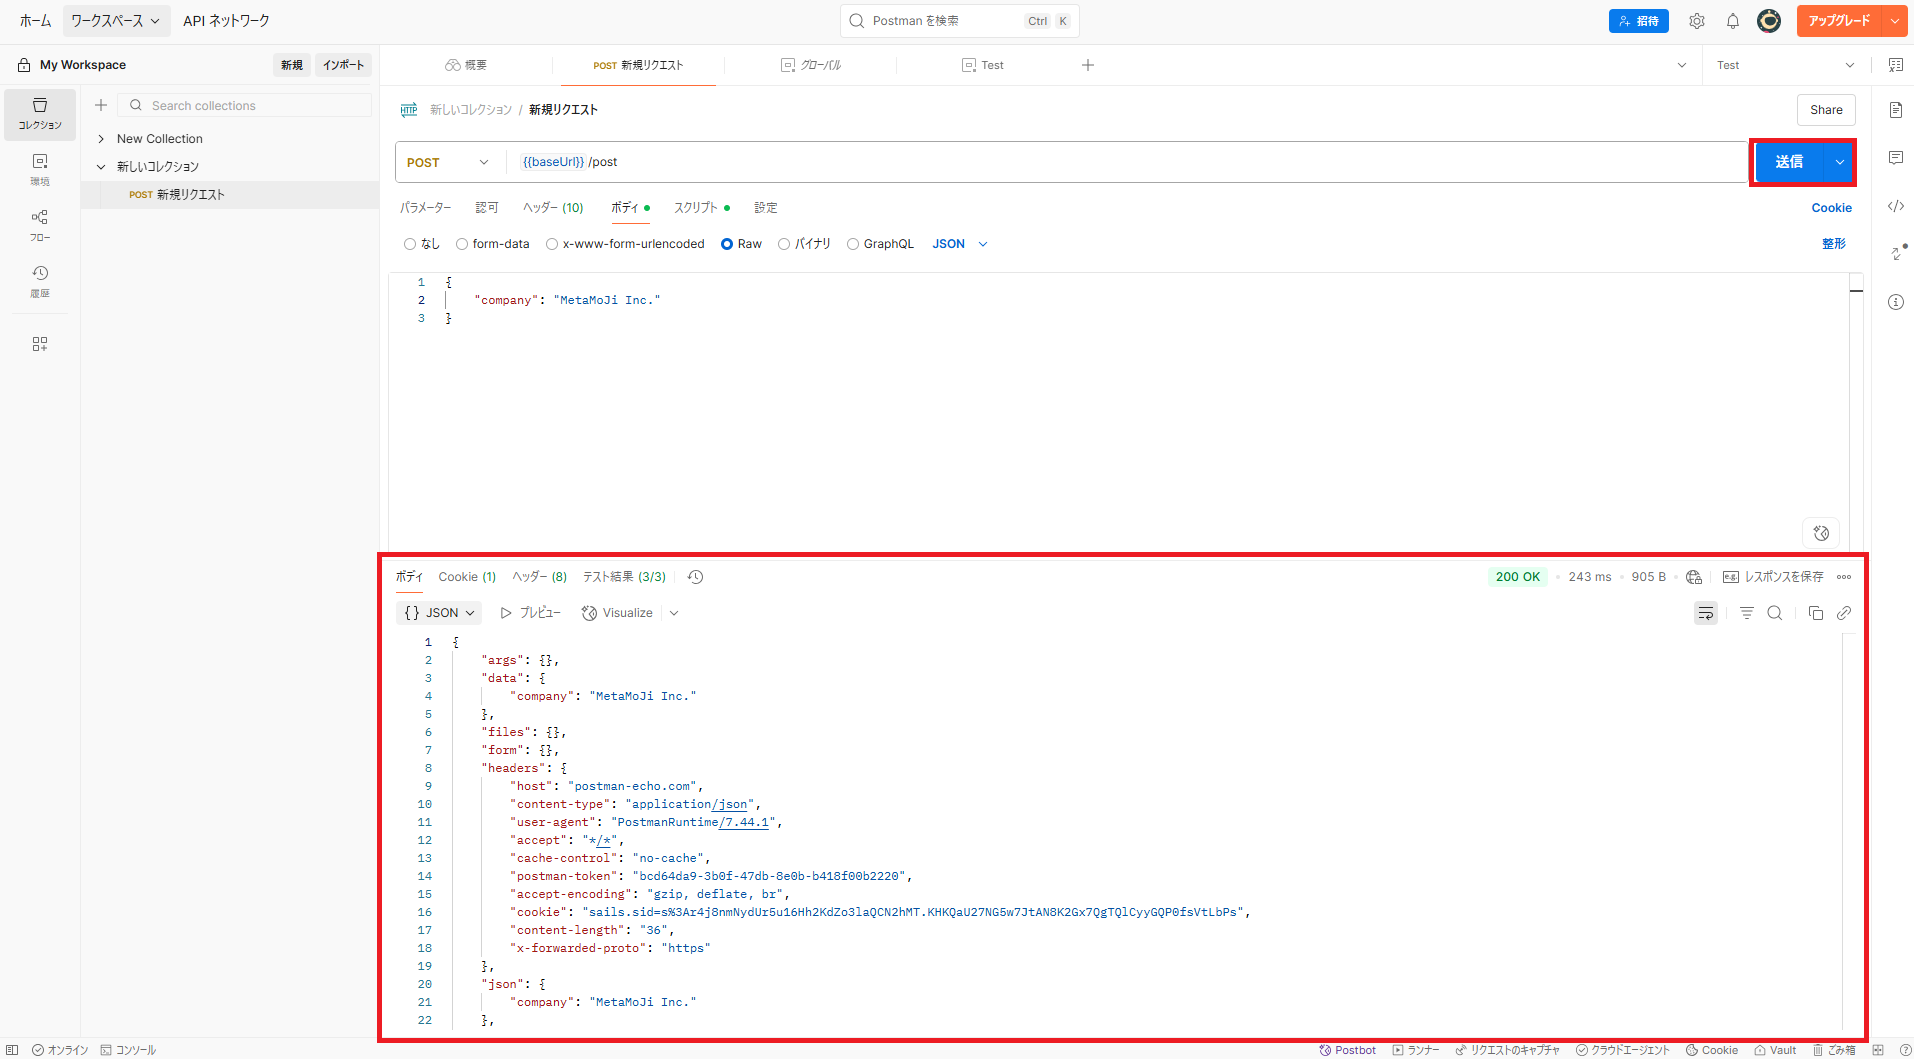 ホーム ワークスペース API ネットワーク Postman を検索 Ctrl K 招待 アップグレード
My Workspace 新規 インポート 概要 POST 新規リクエスト グローバル Test Test
コレクション
環境
フロー
履歴
Search collections
New Collection
新しいコレクション
POST 新規リクエスト
HTTP 新しいコレクション / 新規リクエスト Share
POST {{baseUrl}} /post 送信
パラメーター 認可 ヘッダー (10) ボディ スクリプト 設定 Cookie
なし form-data x-www-form-urlencoded Raw バイナリ GraphQL JSON 整形
1 {
2 "company": "MetaMoJi Inc."
3 }
ボディ Cookie (1) ヘッダー (8) テスト結果 (3/3) 200 OK 243 ms 905 B e.g. レスポンスを保存
{} JSON プレビュー Visualize
1 {
2 "args": {},
3 "data": {
4 "company": "MetaMoJi Inc."
5 },
6 "files": {},
7 "form": {},
8 "headers": {
9 "host": "postman-echo.com",
10 "content-type": "application/json",
11 "user-agent": "PostmanRuntime/7.44.1",
12 "accept": "*/*",
13 "cache-control": "no-cache",
14 "postman-token": "bcd64da9-3b0f-47db-8e0b-b418f00b2220",
15 "accept-encoding": "gzip, deflate, br",
16 "cookie": "sails.sid=s%3Ar4j8nmNydUr5u16Hh2KdZo3laQCN2hMT.KHKQaU27NG5w7JtAN8K2Gx7QgTQlCyyGQP0fsVtLbPs",
17 "content-length": "36",
18 "x-forwarded-proto": "https"
19 },
20 "json": {
21 "company": "MetaMoJi Inc."
22 },
オンライン コンソール Postbot ランナー リクエストのキャプチャ クラウドエージェント Cookie Vault ごみ箱